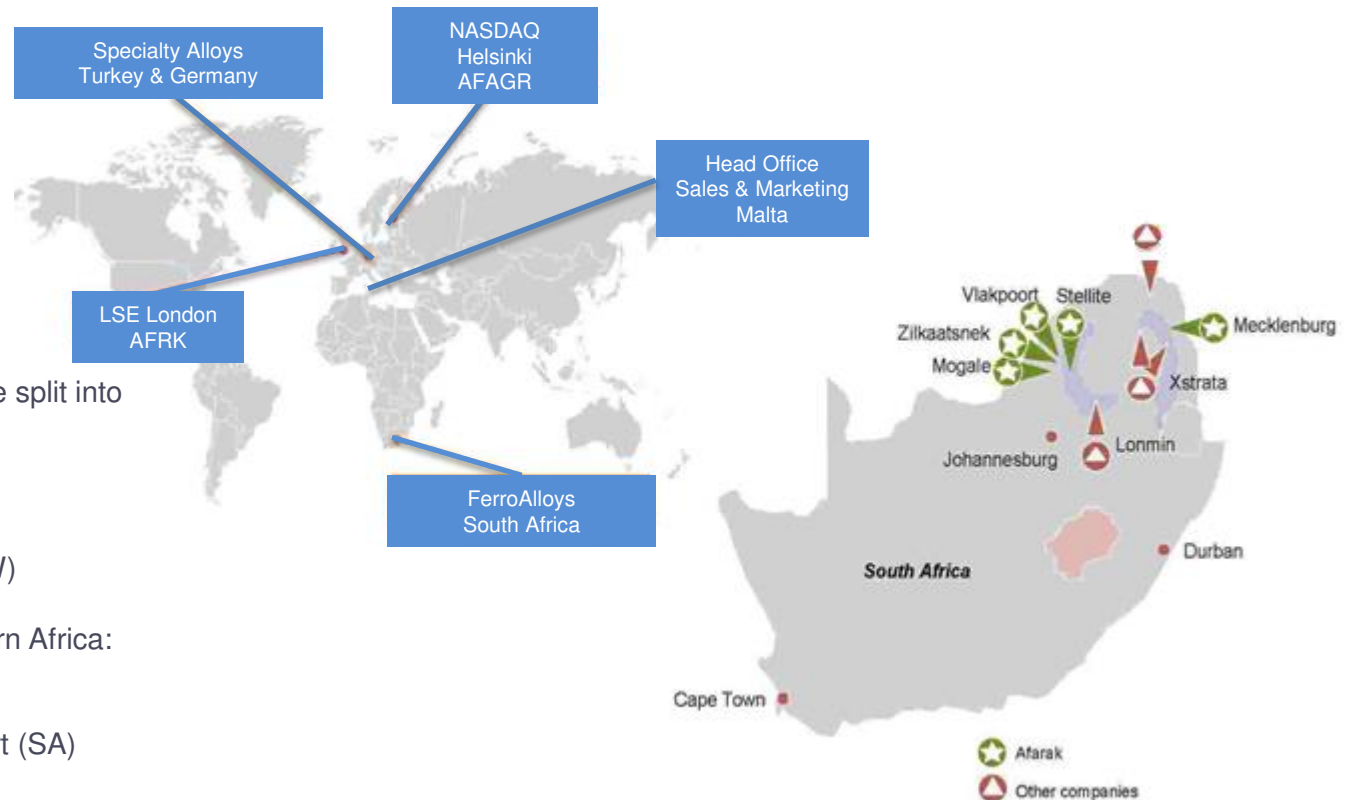 Specialty Alloys
Turkey & Germany
NASDAQ
Helsinki
AFAGR
Head Office
Sales & Marketing
Malta
LSE London
AFRK
FerroAlloys
South Africa
e split into
)
rn Africa:
t (SA)
Vlakpoort
Stellite
Zilkaatsnek
Mecklenburg
Mogale
Xstrata
Lonmin
Johannesburg
Durban
South Africa
Cape Town
Afarak
Other companies